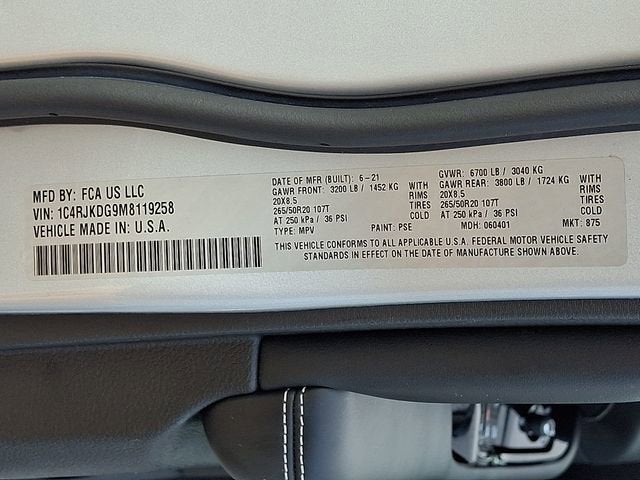 MFD BY: FCA US LLC
VIN: 1C4RJKDG9M8119258
VEHICLE MADE IN: U.S.A.
DATE OF MFR (BUILT): 6-21 GVWR: 6700 LB / 3040 KG
GAWR FRONT: 3200 LB / 1452 KG WITH GAWR REAR: 3800 LB / 1724 KG WITH
20X8.5 RIMS 20X8.5 RIMS
265/50R20 107T TIRES 265/50R20 107T TIRES
AT 250 kPa / 36 PSI AT 250 kPa / 36 PSI
TYPE: MPV PAINT: PSE MDH: 060401 MKT: 875
THIS VEHICLE CONFORMS TO ALL APPLICABLE U.S.A. FEDERAL MOTOR VEHICLE SAFETY
STANDARDS IN EFFECT ON THE DATE OF MANUFACTURE SHOWN ABOVE.